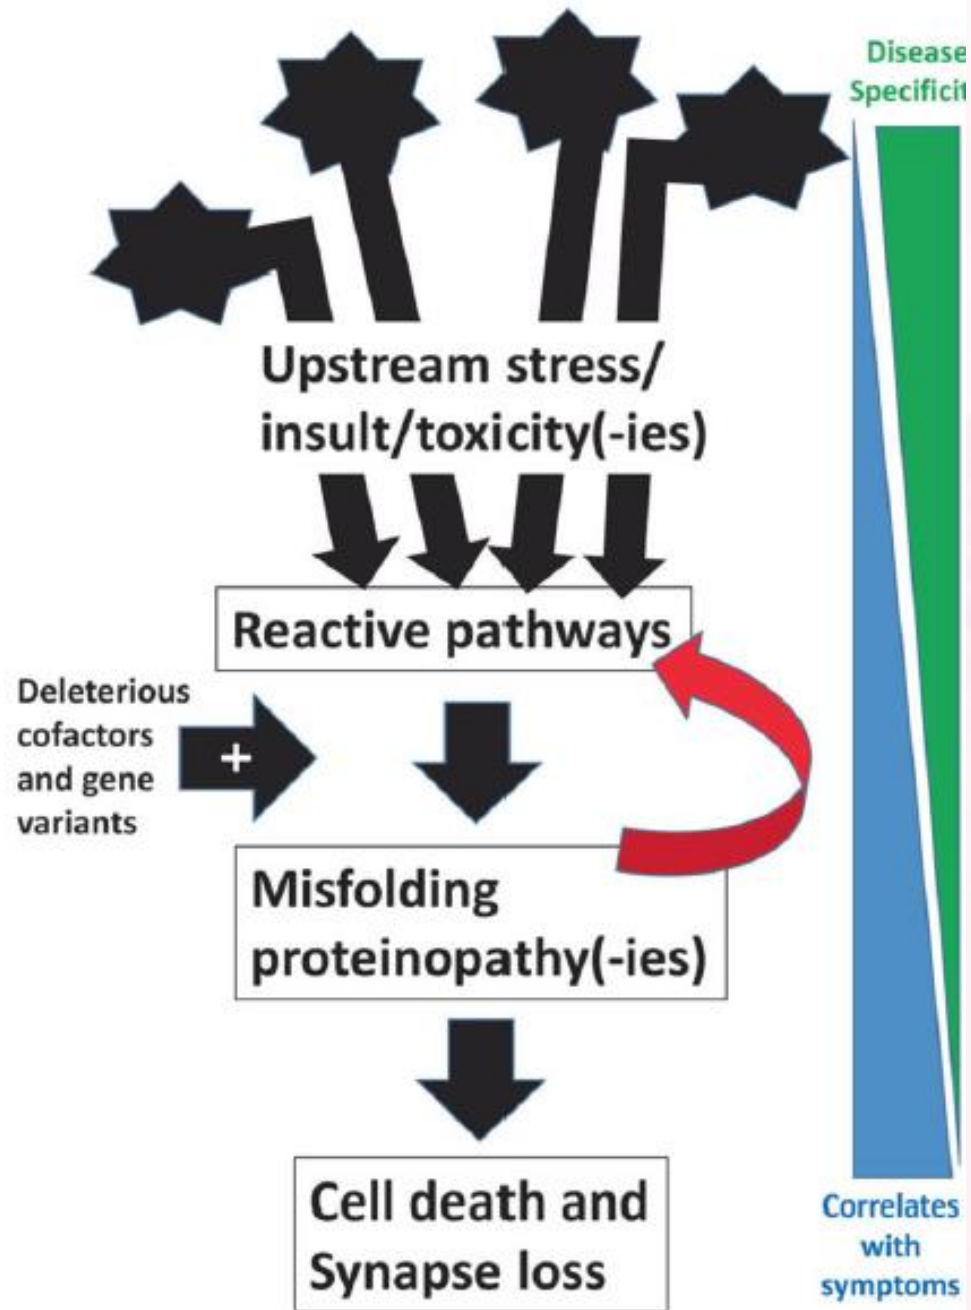 Disease
Specificit
Upstream stress/
insult/toxicity(-ies)
Reactive pathways
Deleterious
cofactors
and gene
variants
+
Misfolding
proteinopathy(-ies)
Cell death and
Synapse loss
Correlates
with
symptoms